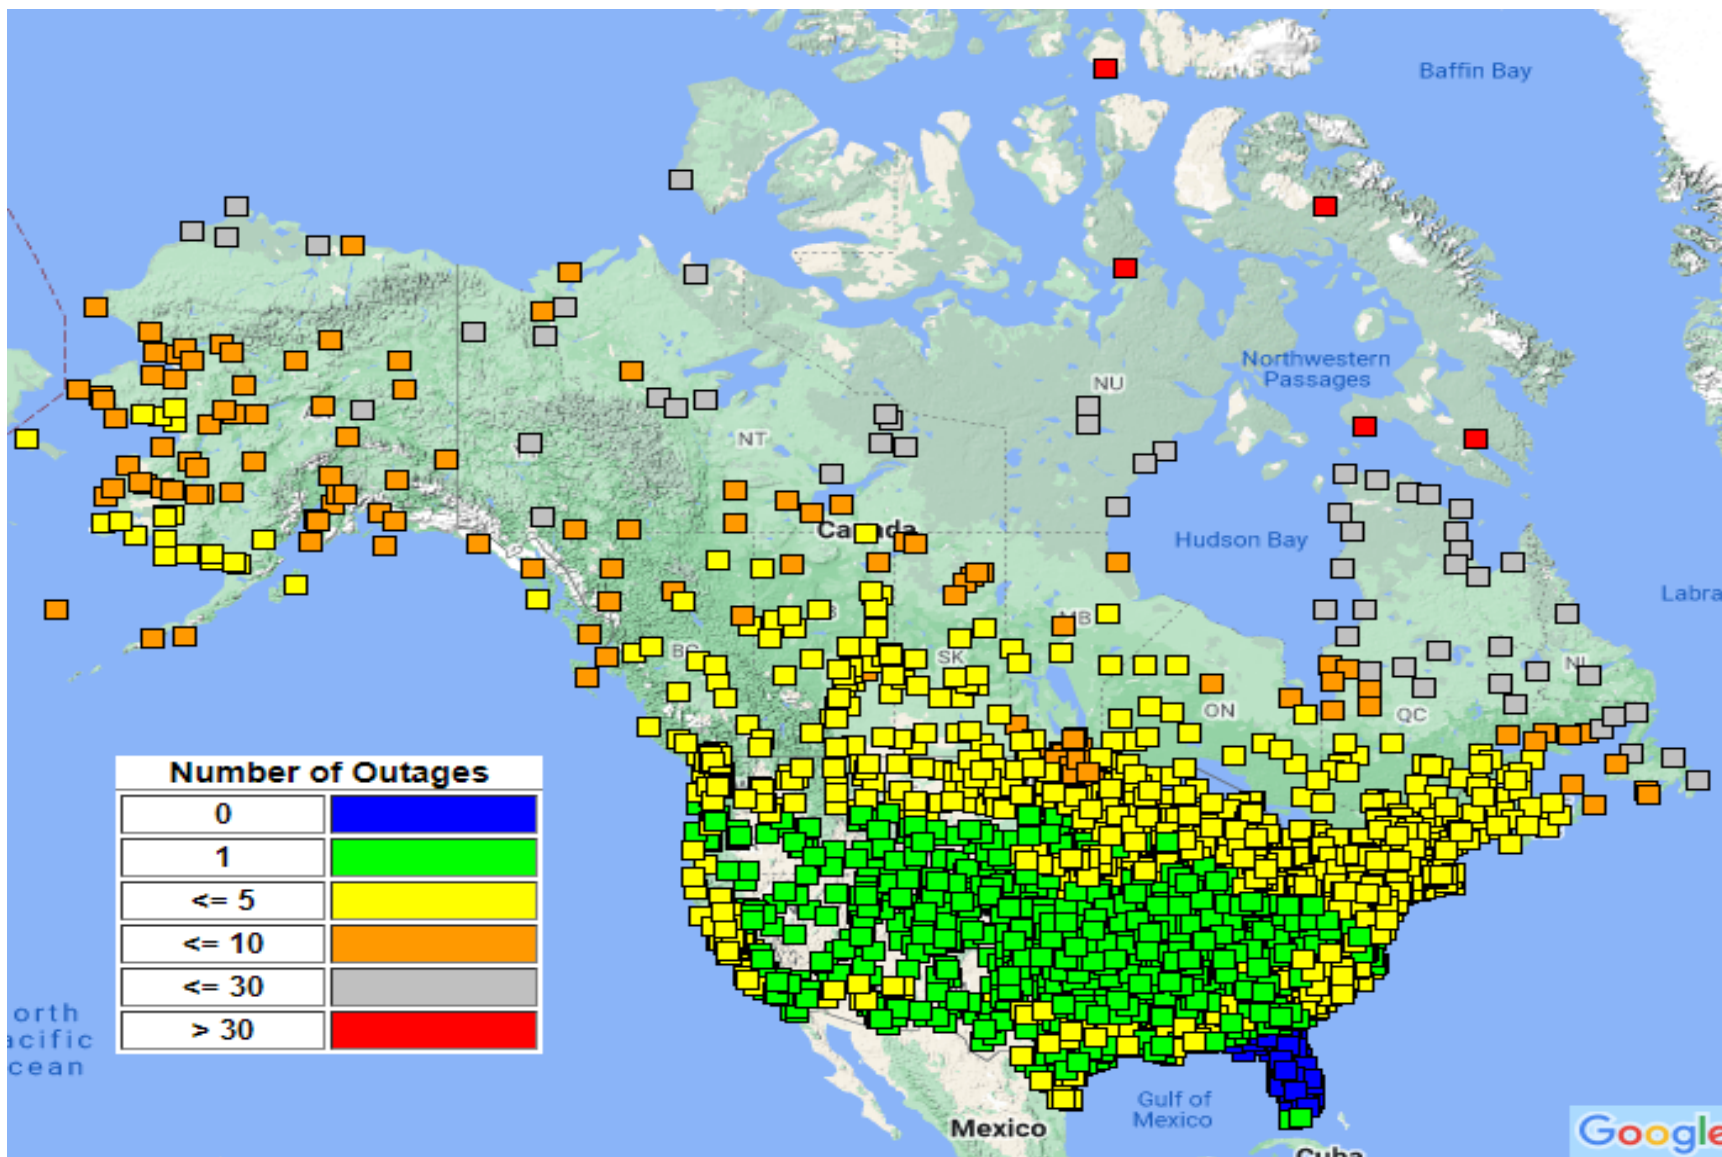 Baffin Bay
Northwestern
Passages
NU
NT
Canada
Hudson Bay
Labra
MB
BC
SK
NL
ON
QC
Number of Outages
0
1
<= 5
<= 10
<= 30
> 30
orth
acific
cean
Gulf of
Mexico
Mexico
Cuba
Google